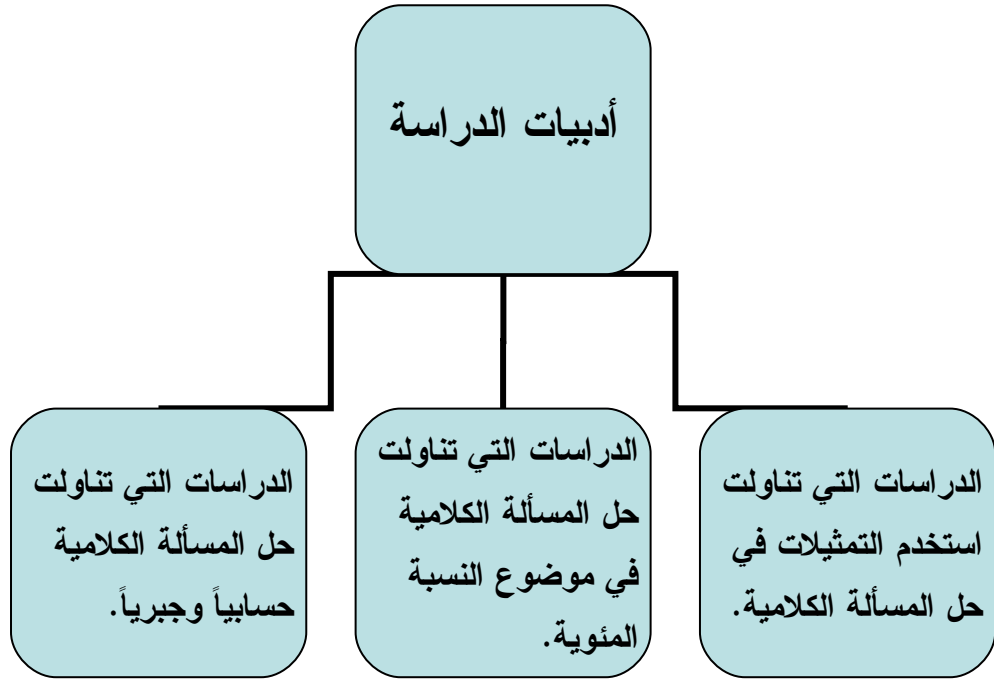 أدبيات الدراسة
الدراسات التي تناولت
استخدم التمثيلات في
حل المسألة الكلامية.
الدراسات التي تناولت
حل المسألة الكلامية
في موضوع النسبة
المئوية.
الدراسات التي تناولت
حل المسألة الكلامية
حسابياً وجبرياً.